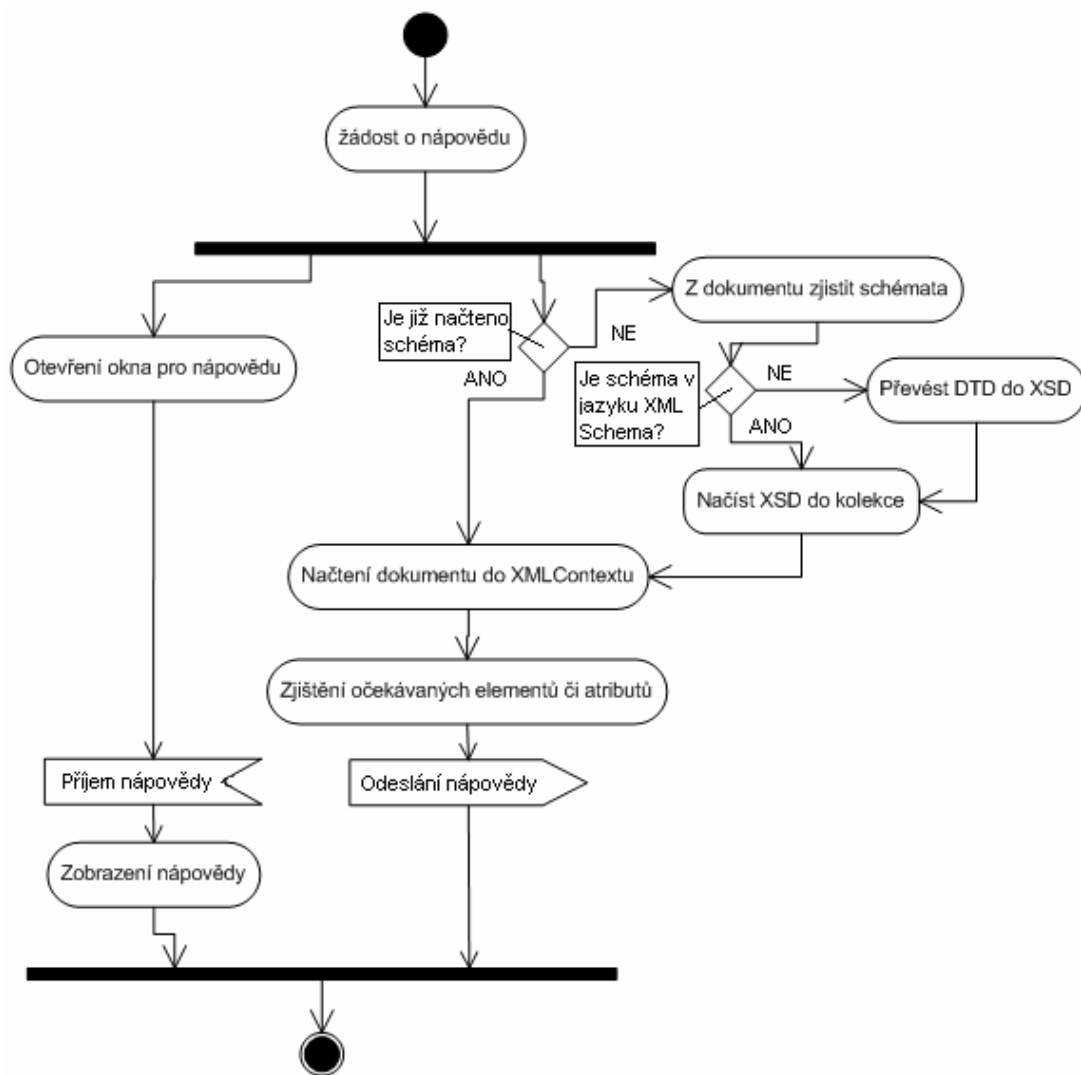 žádost o nápovědu
Z dokumentu zjistit schémata
Je již načteno
schéma?
NE
Otevření okna pro nápovědu
ANO
Je schéma v
jazyku XML
Schema?
NE
Převést DTD do XSD
ANO
Načíst XSD do kolekce
Načtení dokumentu do XMLContextu
Zjištění očekávaných elementů či atributů
Příjem nápovědy
Odeslání nápovědy
Zobrazení nápovědy